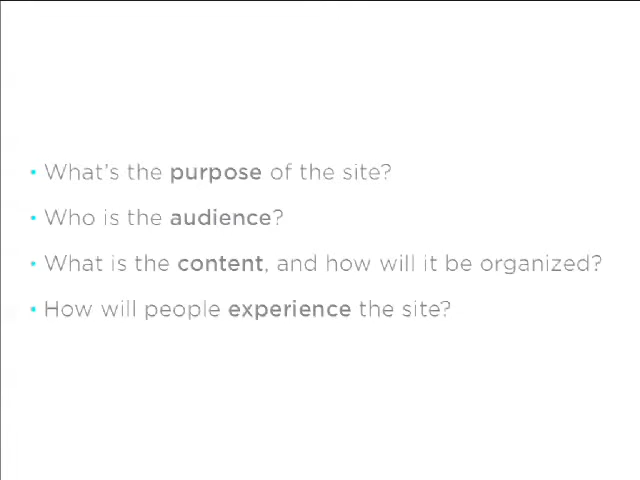 • What's the purpose of the site?
• Who is the audience?
• What is the content, and how will it be organized?
• How will people experience the site?